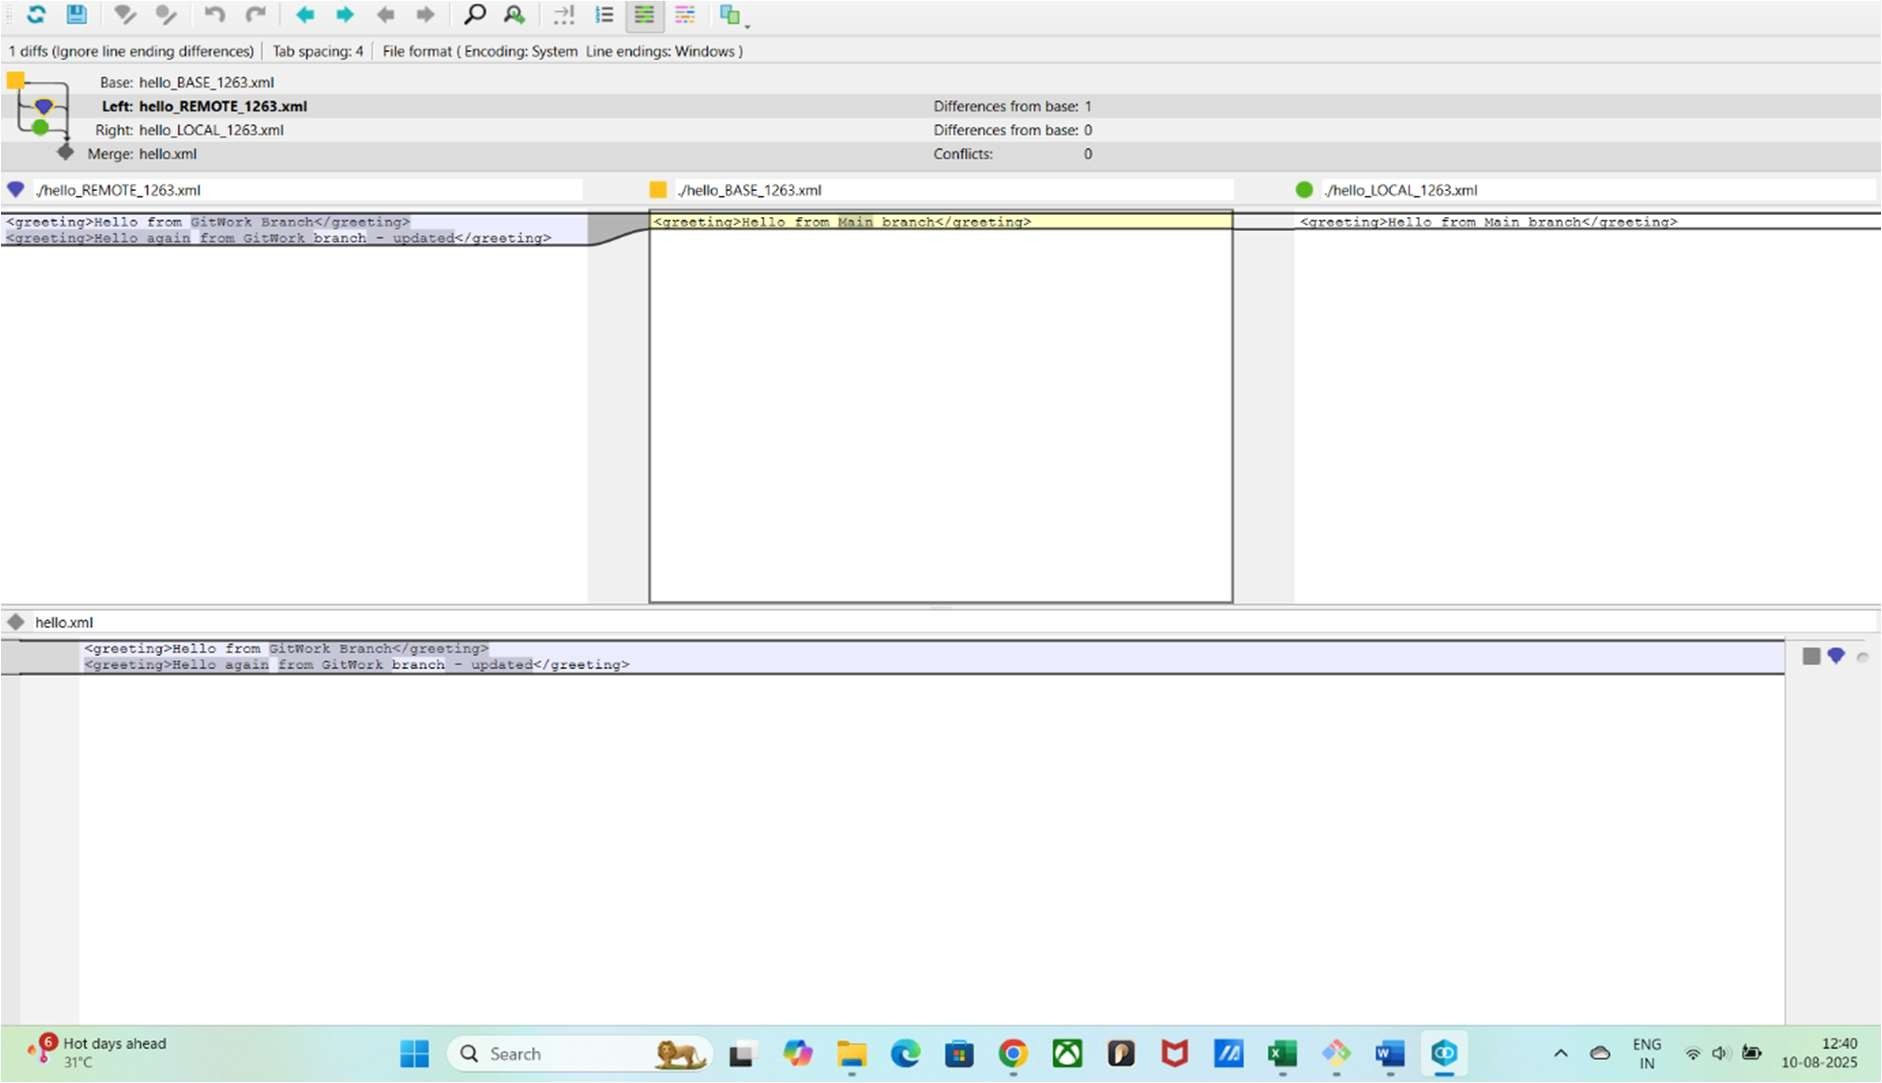 1 diffs (Ignore line ending differences) Tab spacing: 4 File format ( Encoding: System Line endings: Windows )
Base: hello_BASE_1263.xml
Left: hello_REMOTE_1263.xml Differences from base: 1
Right: hello_LOCAL_1263.xml Differences from base: 0
Merge: hello.xml Conflicts: 0
./hello_REMOTE_1263.xml ./hello_BASE_1263.xml ./hello_LOCAL_1263.xml
<greeting>Hello from GitWork Branch</greeting> <greeting>Hello from Main branch</greeting> <greeting>Hello from Main branch</greeting>
<greeting>Hello again from GitWork branch - updated</greeting>
hello.xml
<greeting>Hello from GitWork Branch</greeting>
<greeting>Hello again from GitWork branch - updated</greeting>
6 Hot days ahead
31°C
Search
ENG
IN
12:40
10-08-2025